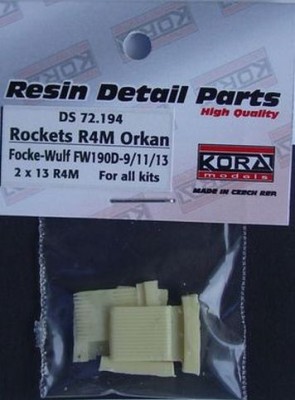 Resin Detail Parts
High Quality
DS 72.194
Rockets R4M Orkan
Focke-Wulf FW190D-9/11/13
2 x 13 R4M For all kits
KORA
models
MADE IN CZECH REP.